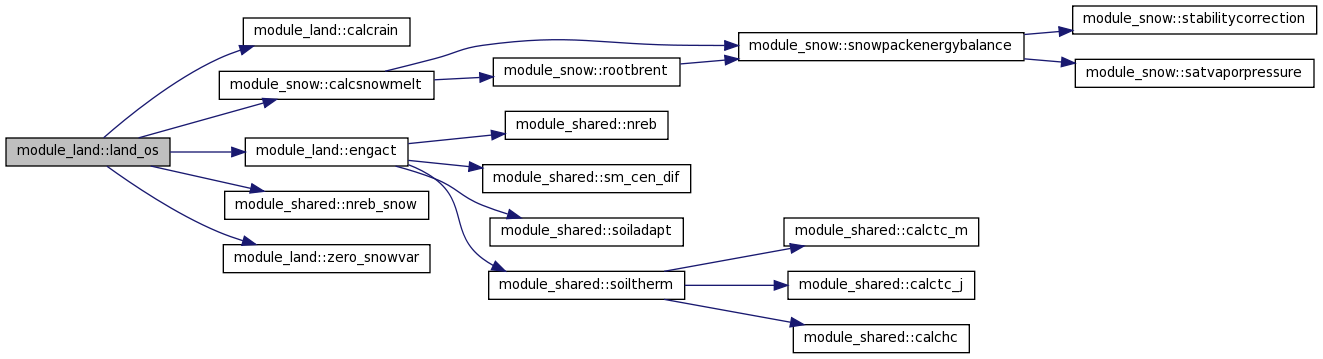 module_land::land_os
module_land::calcrain
module_snow::calcsnowmelt
module_land::engact
module_shared::nreb_snow
module_land::zero_snowvar
module_snow::rootbrent
module_shared::nreb
module_shared::sm_cen_dif
module_shared::soiladapt
module_shared::soiltherm
module_snow::snowpackenergybalance
module_shared::calctc_m
module_shared::calctc_j
module_shared::calchc
module_snow::stabilitycorrection
module_snow::satvaporpressure